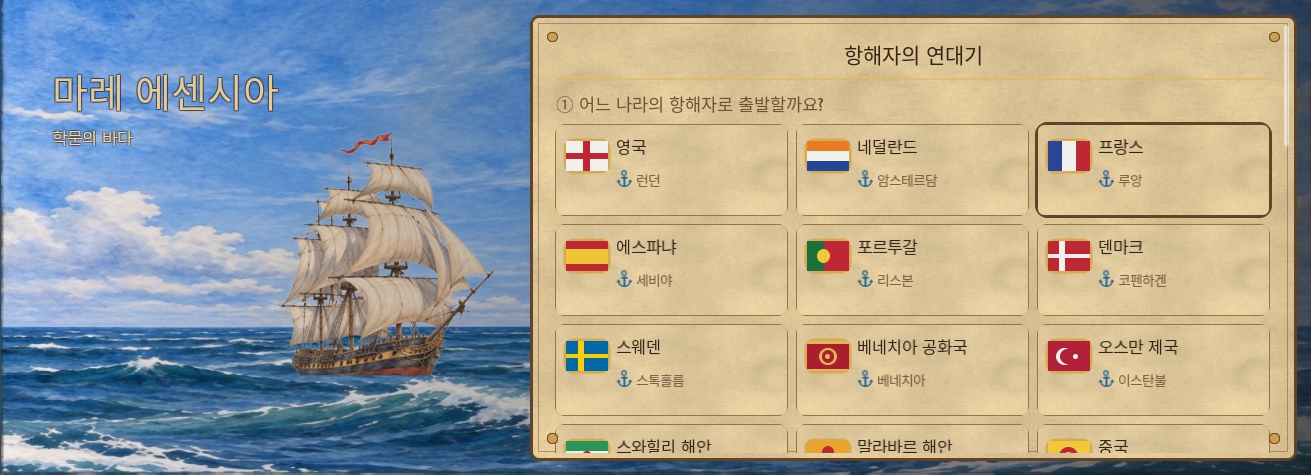 마레 에센시아
학문의 바다
항해자의 연대기
① 어느 나라의 항해자로 출발할까요?
영국
런던
네덜란드
암스테르담
프랑스
루앙
에스파냐
세비야
포르투갈
리스본
덴마크
코펜하겐
스웨덴
스톡홀름
베네치아 공화국
베네치아
오스만 제국
이스탄불
스와힐리 해안
말라바르 해안
중국